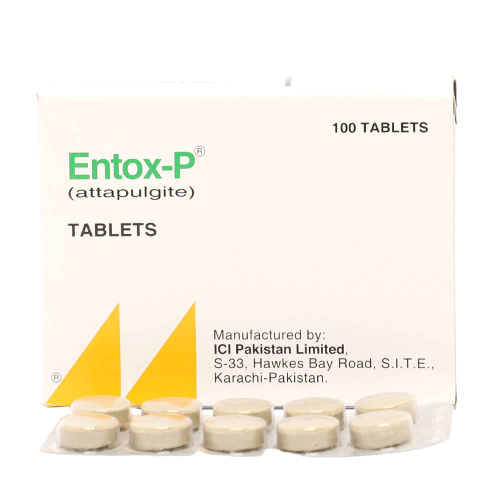 100 TABLETS
Entox-P®
(attapulgite)
TABLETS
Manufactured by:
ICI Pakistan Limited,
S-33, Hawkes Bay Road, S.I.T.E.,
Karachi-Pakistan.
®